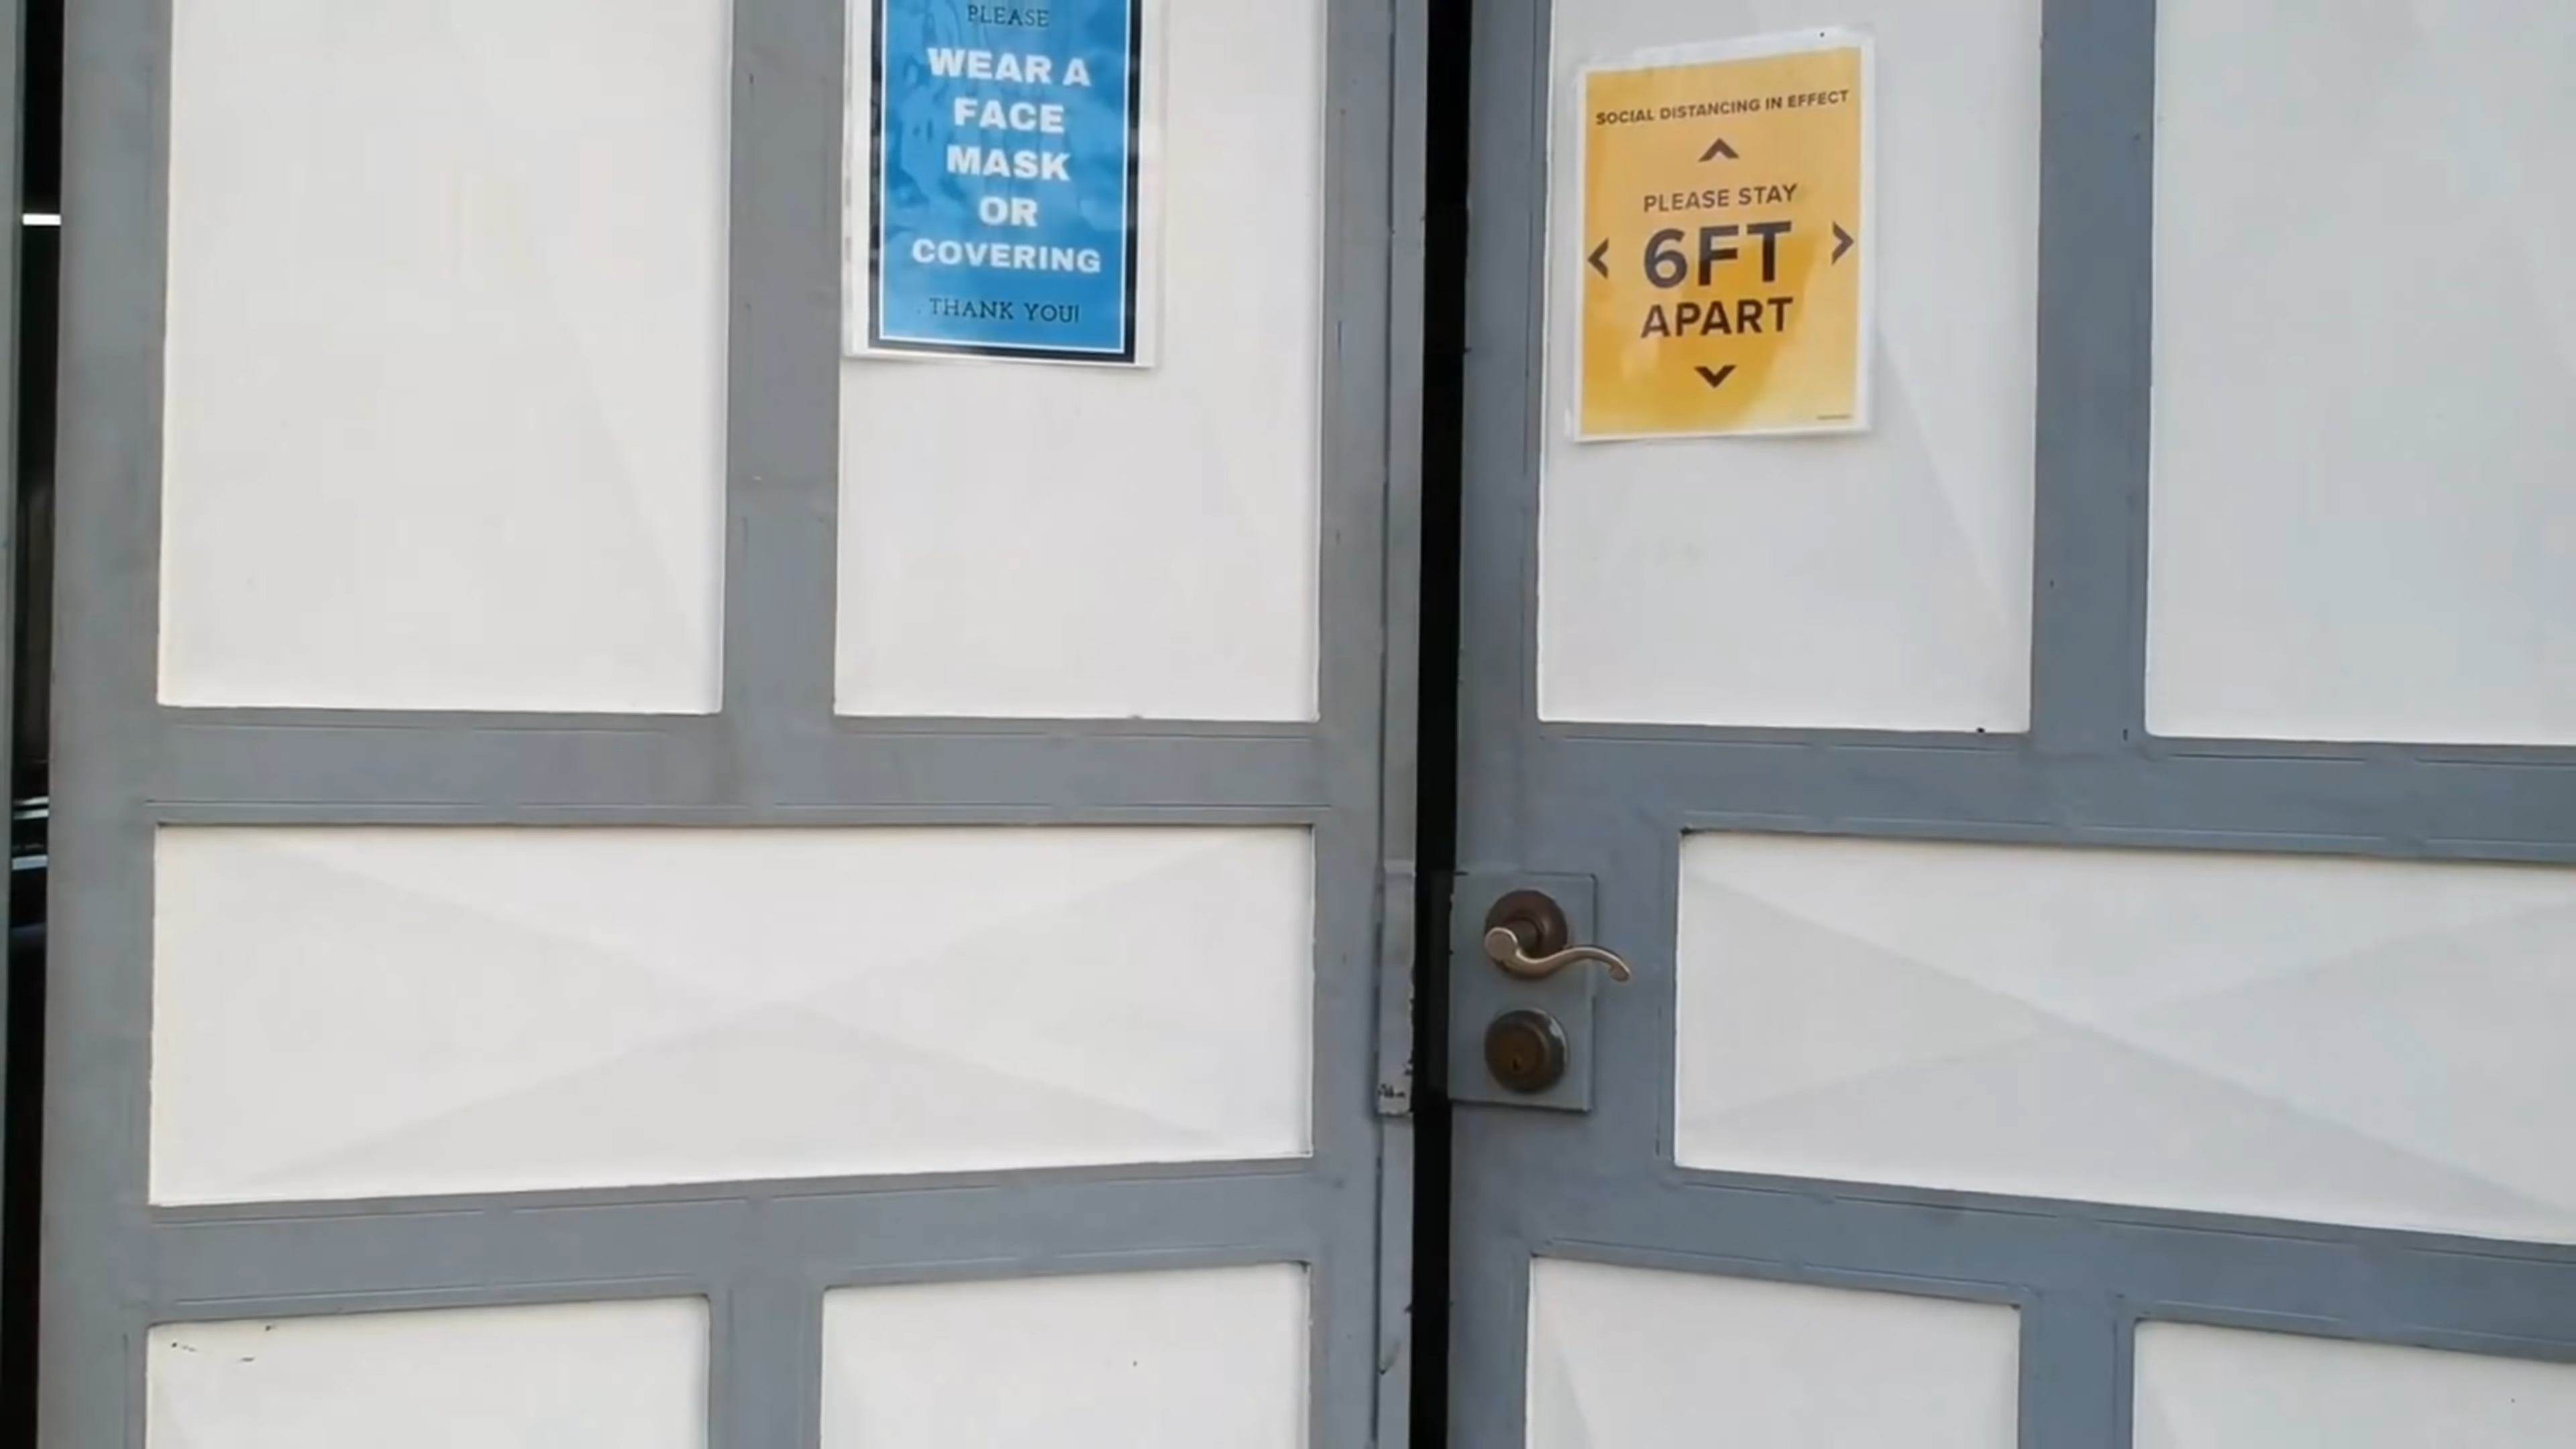 PLEASE
WEAR A
FACE
MASK
OR
COVERING
THANK YOU!
SOCIAL DISTANCING IN EFFECT
PLEASE STAY
6FT
APART